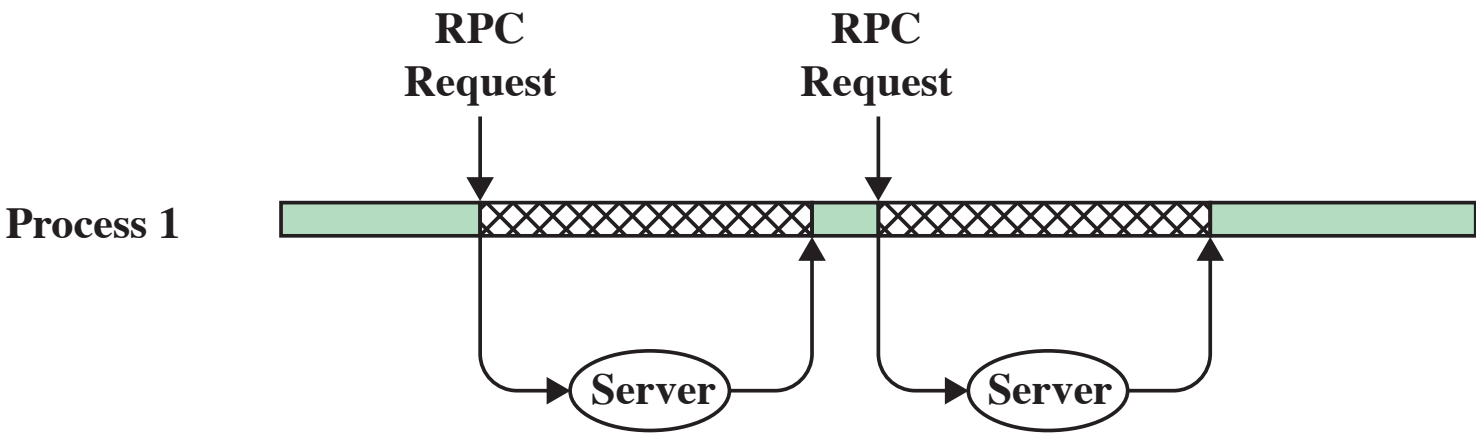 RPC
Request
RPC
Request
Process 1
Server
Server